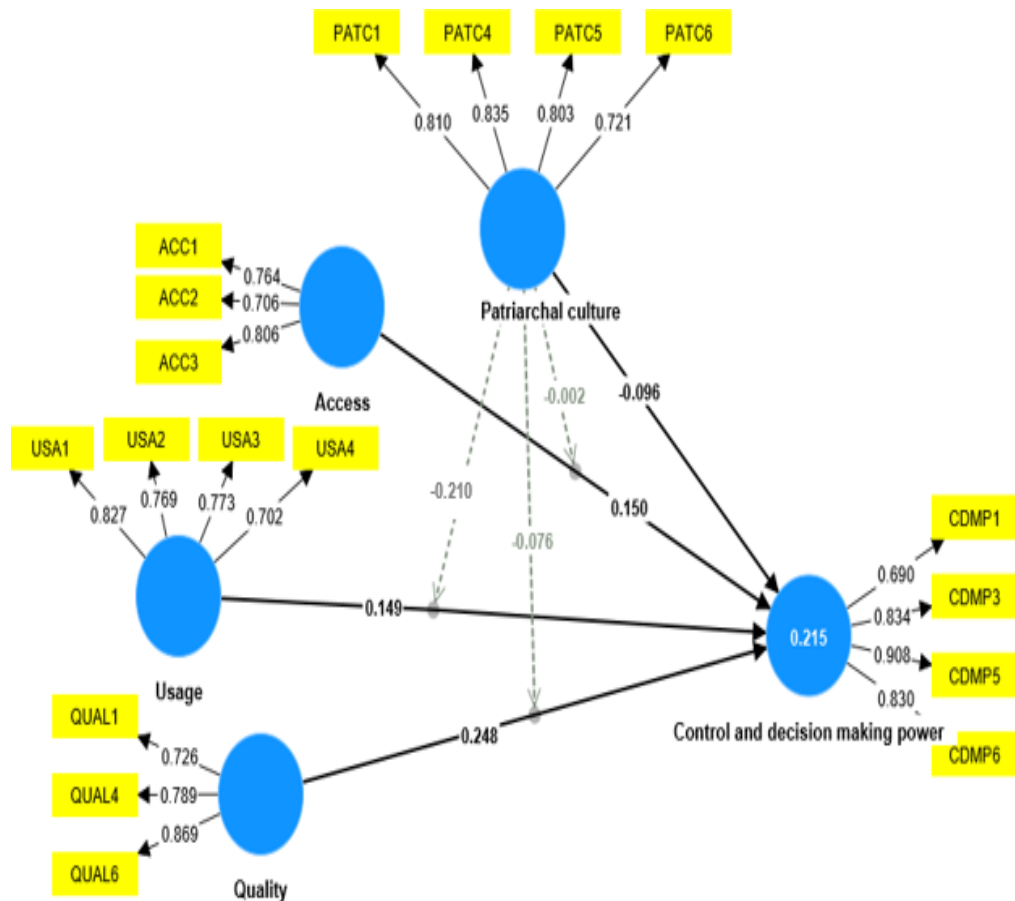 PATC1 PATC4 PATC5 PATC6
0.810 0.835 0.803 0.721
Patriarchal culture
ACC1
ACC2
ACC3
0.764
0.706
0.806
Access
-0.002
-0.096
-0.210
-0.076
0.150
USA1 USA2 USA3 USA4
0.827 0.769 0.773 0.702
0.149
Usage
QUAL1
QUAL4
QUAL6
0.726
0.789
0.869
Quality
0.248
0.215
Control and decision making power
0.690
0.834
0.908
0.830
CDMP1
CDMP3
CDMP5
CDMP6